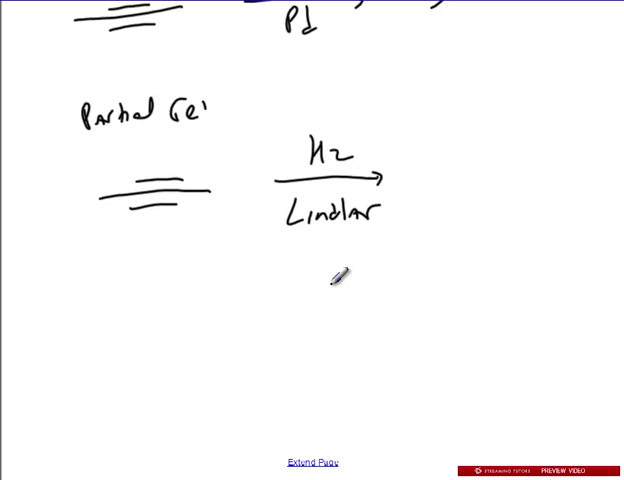 Pd
Partial
H2
Lindlar
Extend Page
STREAMING TUTORS PREVIEW VIDEO